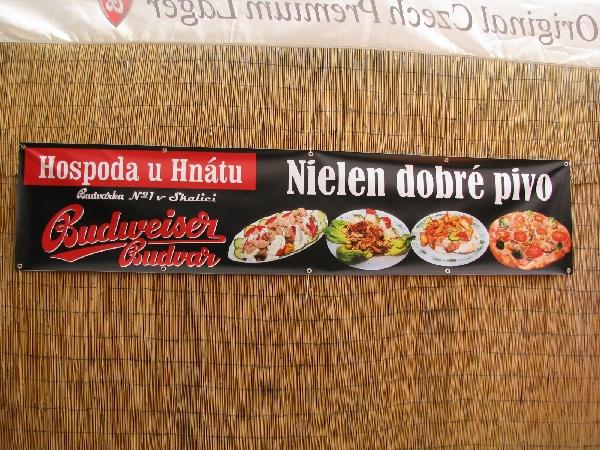 Original Czech Premium Lager
Hospoda u Hnátu
Budvarka Nº1 v Skalici
Budweiser
Budvar
Nielen dobré pivo